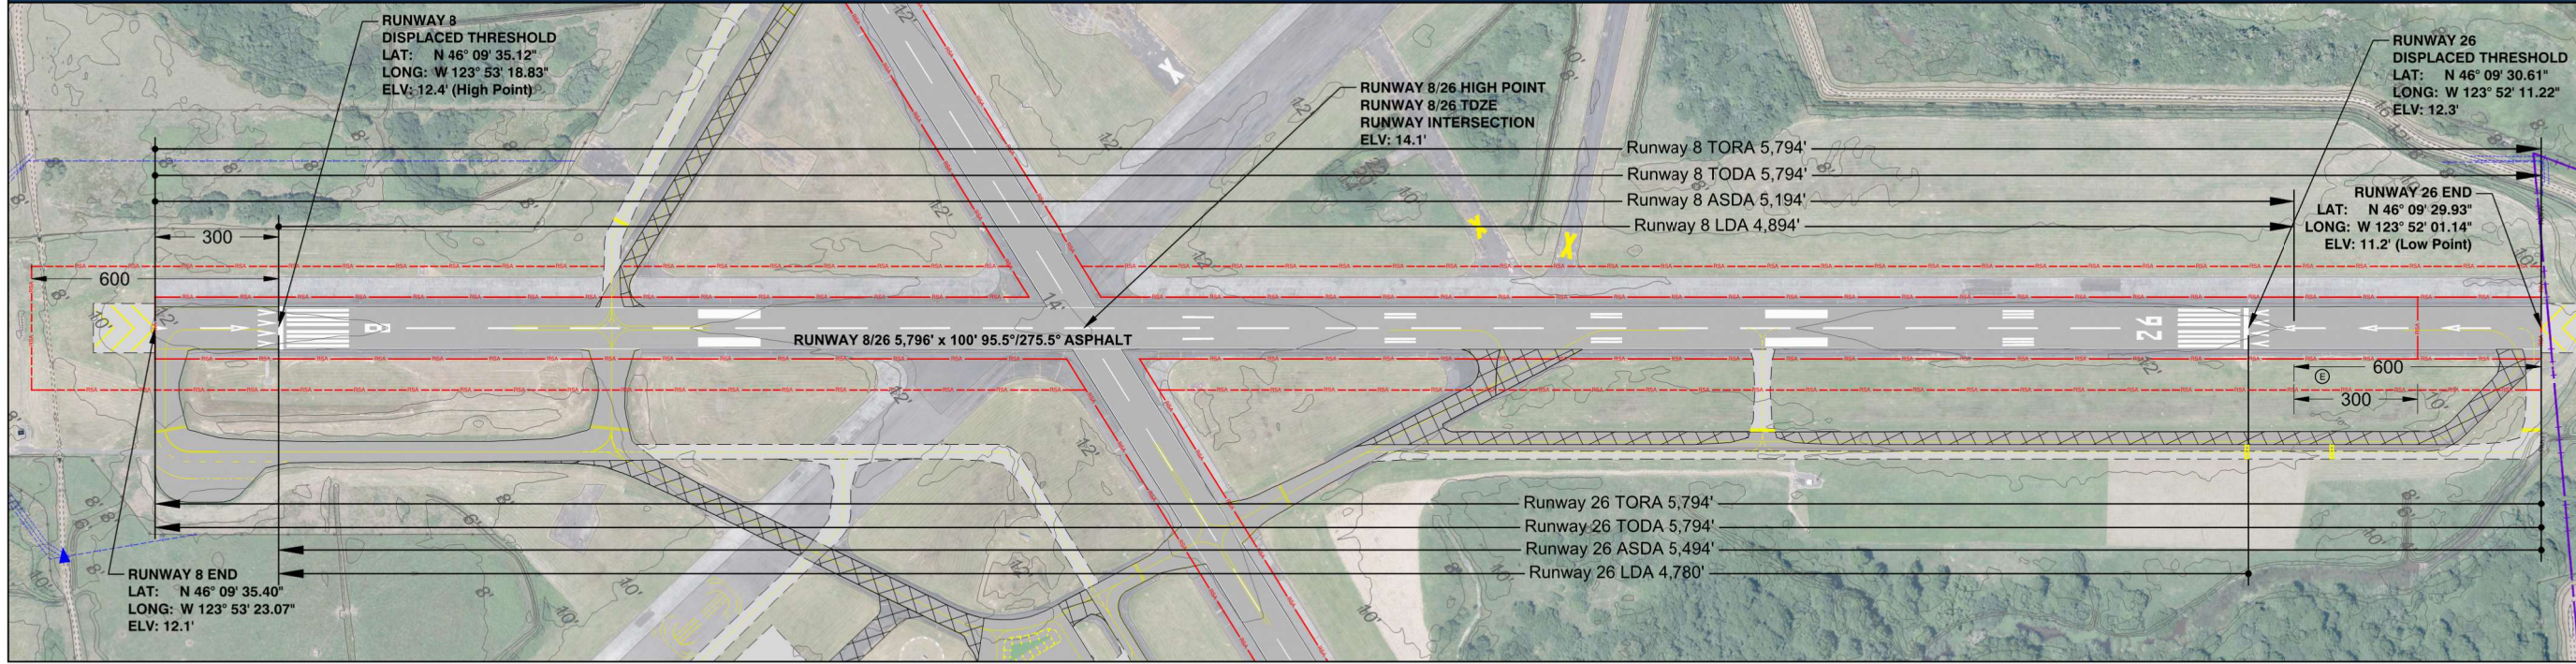 RUNWAY 8
DISPLACED THRESHOLD
LAT: N 46° 09' 35.12"
LONG: W 123° 53' 18.83"
ELV: 12.4' (High Point)
RUNWAY 8/26 HIGH POINT
RUNWAY 8/26 TDZE
RUNWAY INTERSECTION
ELV: 14.1'
RUNWAY 26
DISPLACED THRESHOLD
LAT: N 46° 09' 30.61"
LONG: W 123° 52' 11.22"
ELV: 12.3'
Runway 8 TORA 5,794'
Runway 8 TODA 5,794'
Runway 8 ASDA 5,194'
Runway 8 LDA 4,894'
RUNWAY 26 END
LAT: N 46° 09' 29.93"
LONG: W 123° 52' 01.14"
ELV: 11.2' (Low Point)
300
600
RUNWAY 8/26 5,796' x 100' 95.5°/275.5° ASPHALT
8
26
600
E
300
Runway 26 TORA 5,794'
Runway 26 TODA 5,794'
Runway 26 ASDA 5,494'
Runway 26 LDA 4,780'
RUNWAY 8 END
LAT: N 46° 09' 35.40"
LONG: W 123° 53' 23.07"
ELV: 12.1'